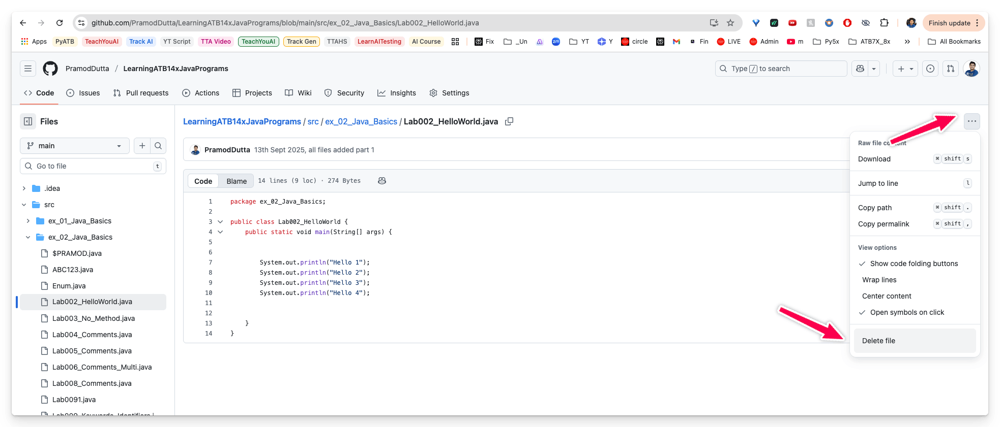 github.com/PramodDutta/LearningATB14xJavaPrograms/blob/main/src/ex_02_Java_Basics/Lab002_HelloWorld.java
Finish update
Apps PyATB TeachYouAI Track AI YT Script TTA Video TeachYouAI Track Gen TTAHS LearnAITesting AI Course Fix _Un zm YT Y circle Fin LIVE Admin m Py5x ATB7X_8x » All Bookmarks
PramodDutta / LearningATB14xJavaPrograms
Type / to search
Code Issues Pull requests Actions Projects Wiki Security Insights Settings
Files
main
Go to file t
.idea
src
ex_01_Java_Basics
ex_02_Java_Basics
$PRAMOD.java
ABC123.java
Enum.java
Lab002_HelloWorld.java
Lab003_No_Method.java
Lab004_Comments.java
Lab005_Comments.java
Lab006_Comments_Multi.java
Lab008_Comments.java
Lab0091.java
LearningATB14xJavaPrograms / src / ex_02_Java_Basics / Lab002_HelloWorld.java
PramodDutta 13th Sept 2025, all files added part 1
Code Blame 14 lines (9 loc) · 274 Bytes
1 package ex_02_Java_Basics;
2
3 public class Lab002_HelloWorld {
4 public static void main(String[] args) {
5
6
7 System.out.println("Hello 1");
8 System.out.println("Hello 2");
9 System.out.println("Hello 3");
10 System.out.println("Hello 4");
11
12
13 }
14 }
Raw file content
Download ⌘ shift s
Jump to line l
Copy path ⌘ shift .
Copy permalink ⌘ shift ,
View options
Show code folding buttons
Wrap lines
Center content
Open symbols on click
Delete file